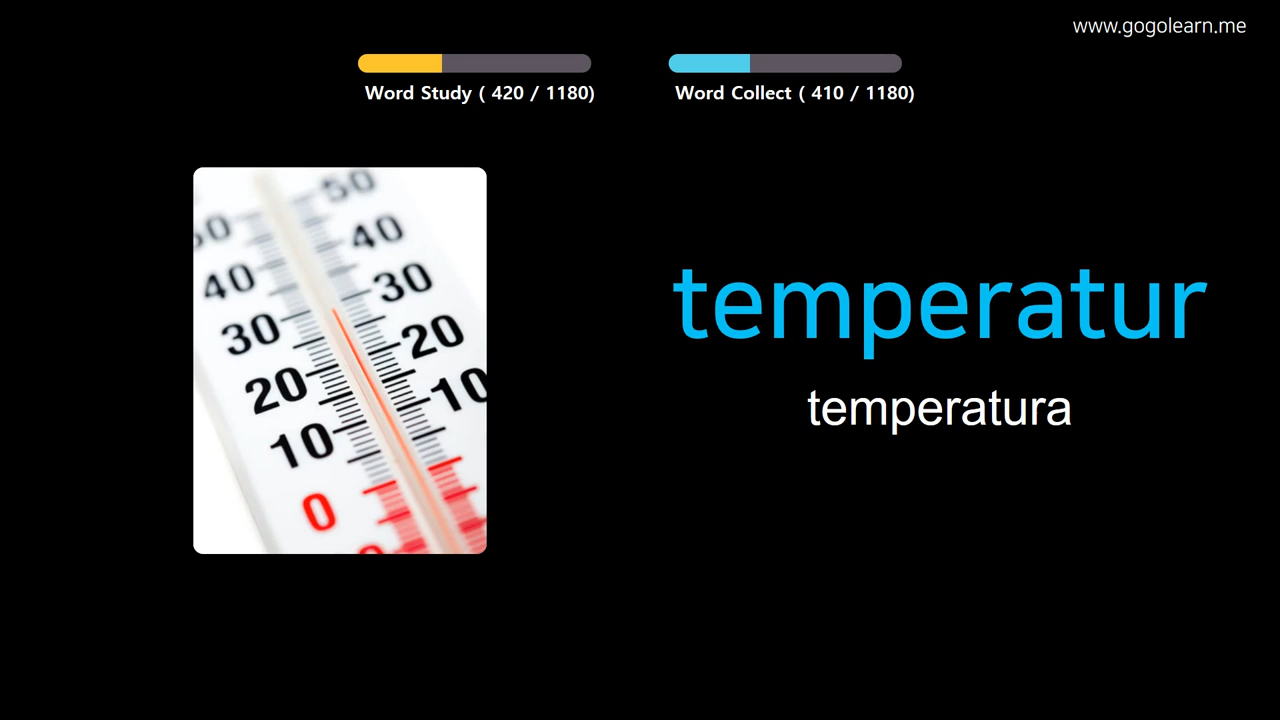 www.gogolearn.me
Word Study ( 420 / 1180)
Word Collect ( 410 / 1180)
50
50
40
40
30
30
20
20
10
10
0
temperatur
temperatura